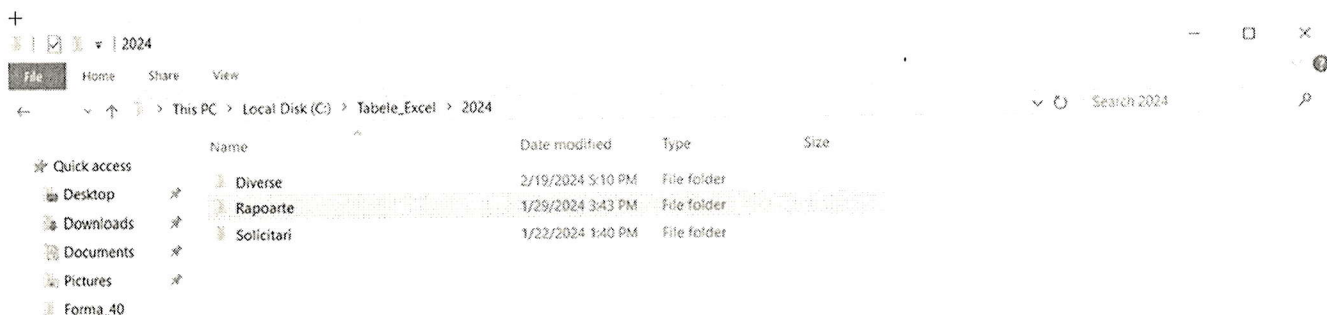 2024
File Home Share View
This PC > Local Disk (C:) > Tabele_Excel > 2024
Search 2024
Name Date modified Type Size
Quick access
Desktop
Downloads
Documents
Pictures
Forma_40
Diverse 2/19/2024 5:10 PM File folder
Rapoarte 1/29/2024 3:43 PM File folder
Solicitari 1/22/2024 1:40 PM File folder